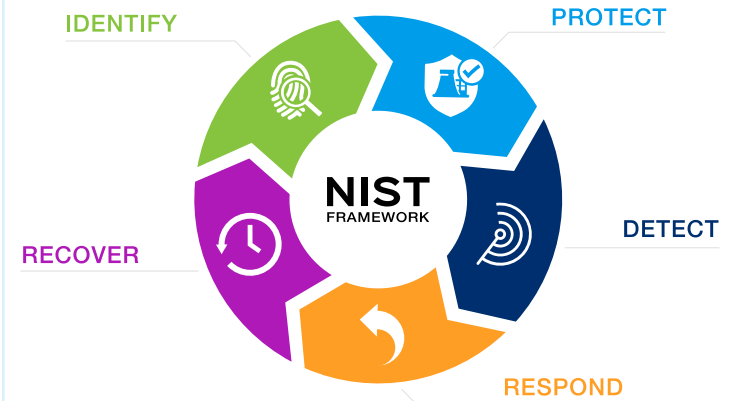 IDENTIFY
PROTECT
NIST
FRAMEWORK
DETECT
RECOVER
RESPOND